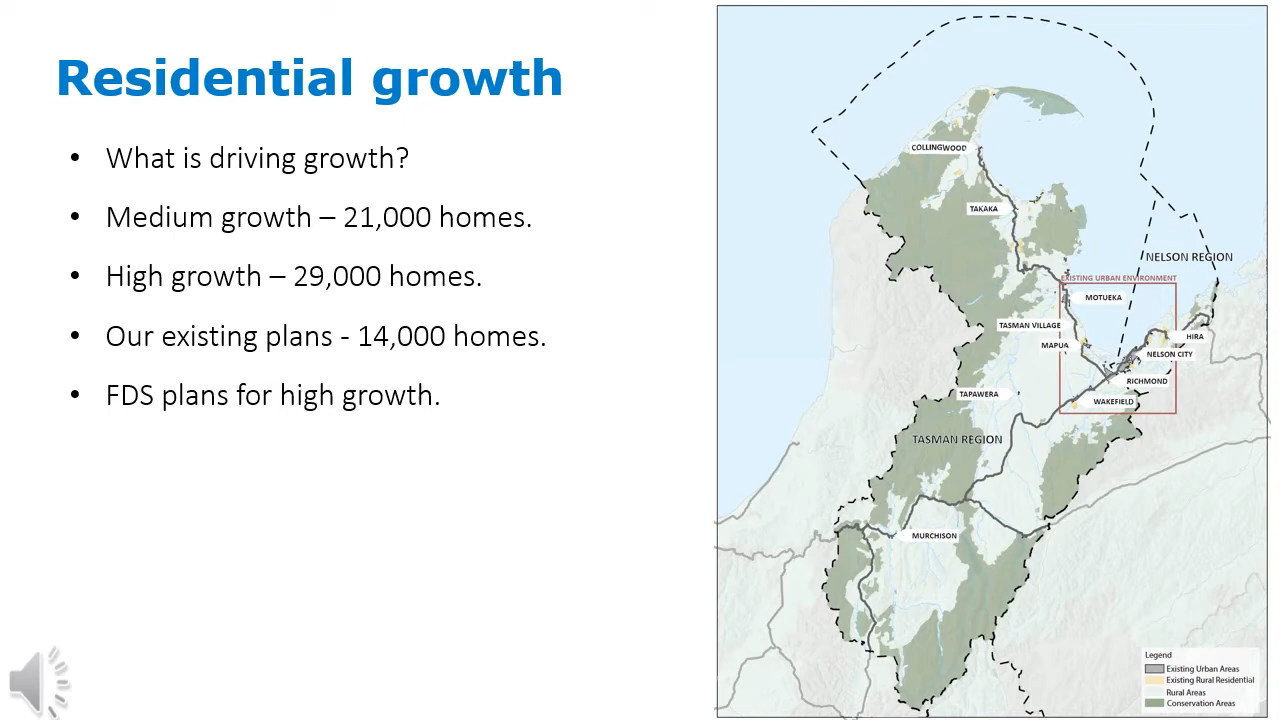 Residential growth
• What is driving growth?
• Medium growth – 21,000 homes.
• High growth – 29,000 homes.
• Our existing plans - 14,000 homes.
• FDS plans for high growth.
COLLINGWOOD
TAKAKA
NELSON REGION
EXISTING URBAN ENVIRONMENT
MOTUEKA
TASMAN VILLAGE
HIRA
MAPUA
NELSON CITY
RICHMOND
TAPAWERA
WAKEFIELD
TASMAN REGION
MURCHISON
Legend
Existing Urban Areas
Existing Rural Residential
Rural Areas
Conservation Areas